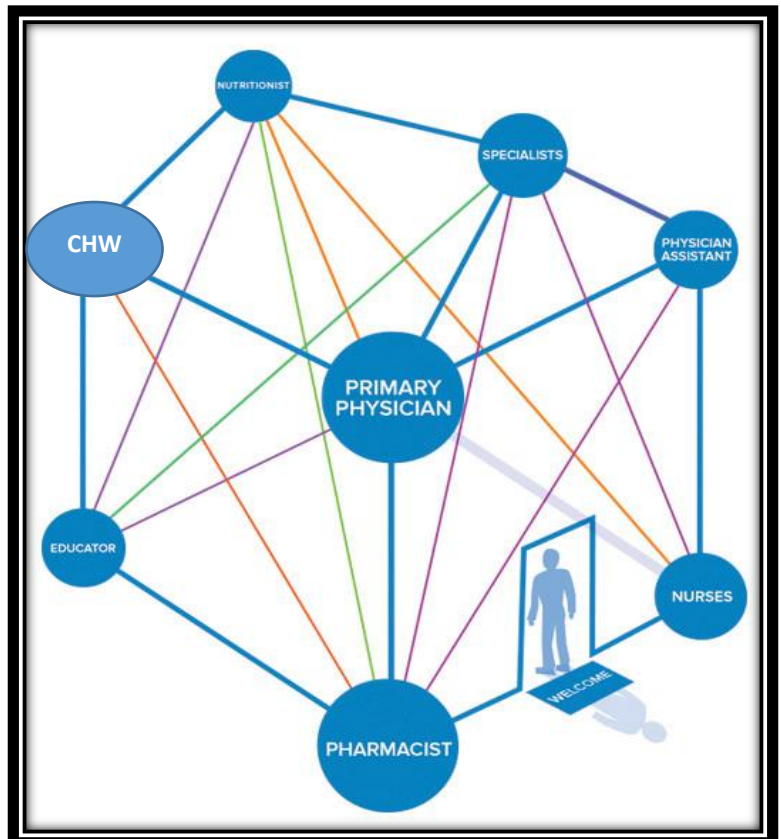 NUTRITIONIST
SPECIALISTS
CHW
PHYSICIAN
ASSISTANT
PRIMARY
PHYSICIAN
EDUCATOR
NURSES
WELCOME
PHARMACIST